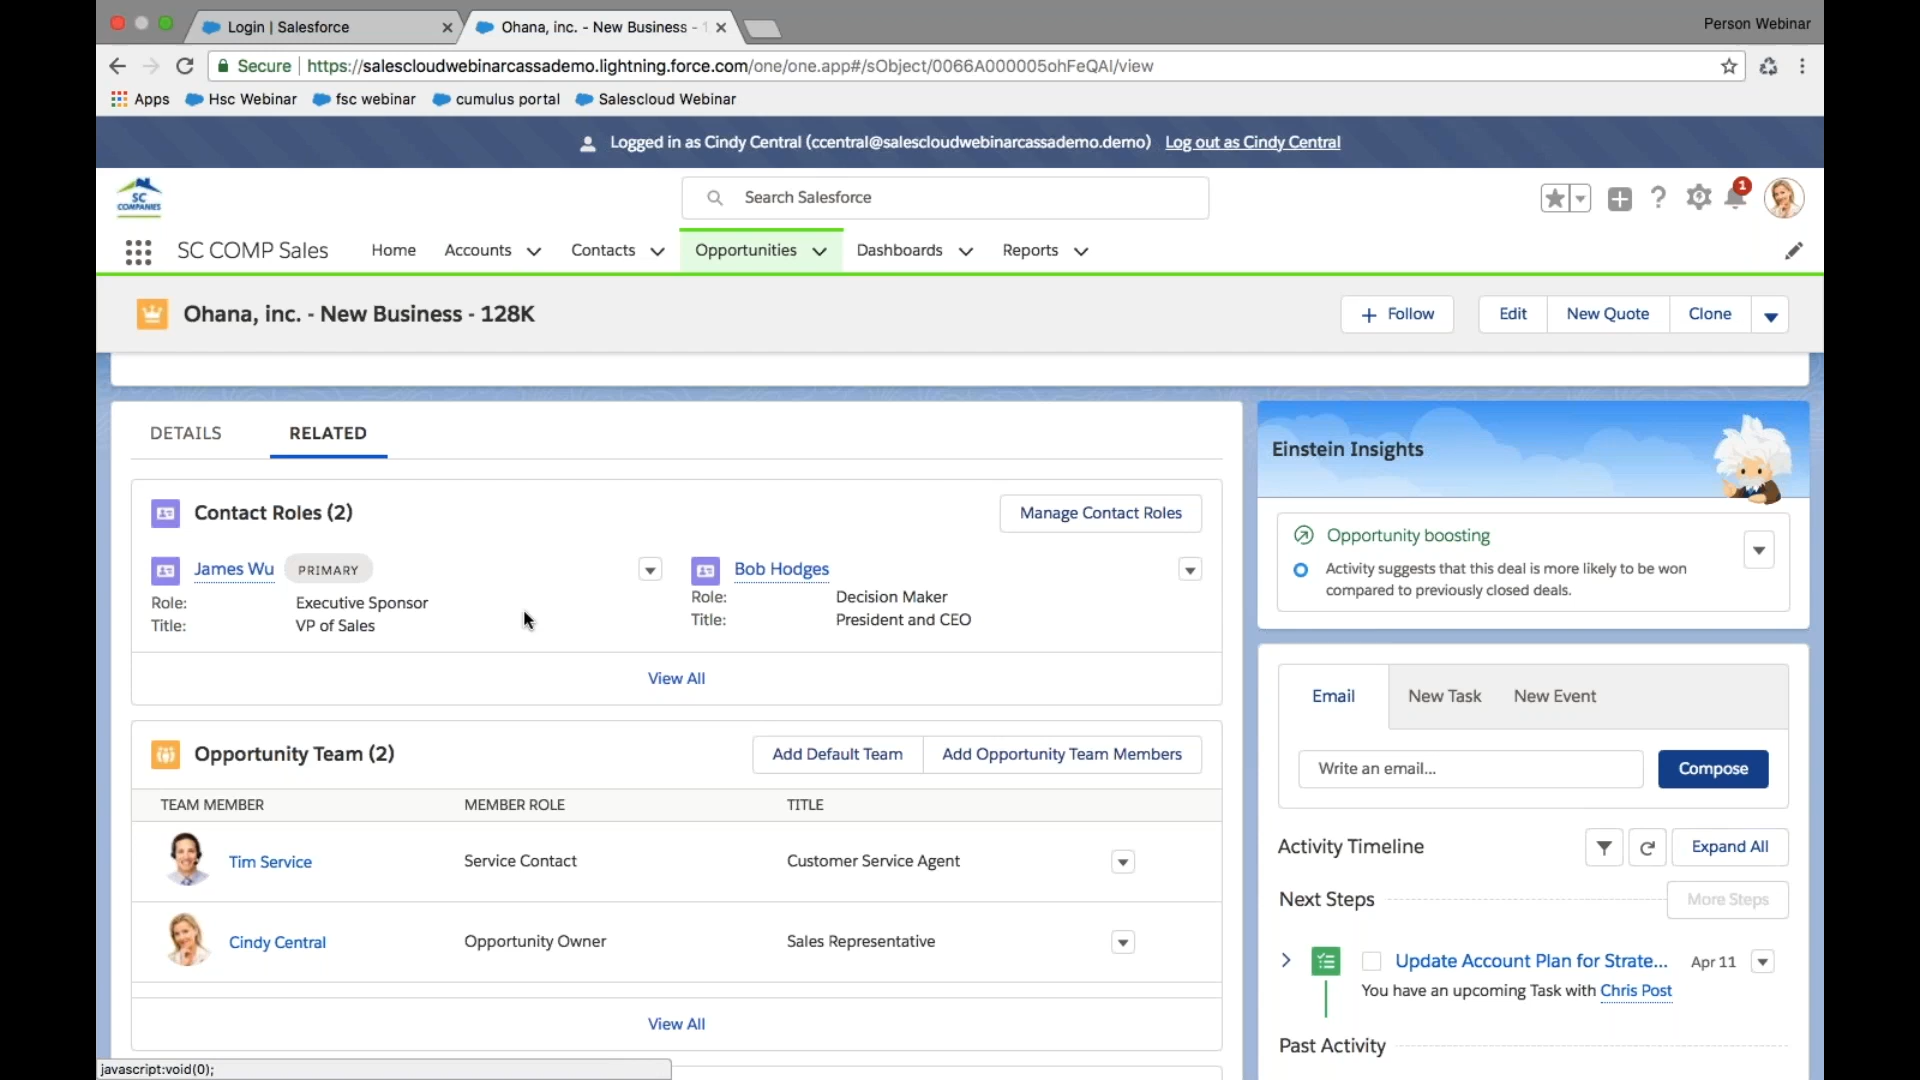 Login | Salesforce
Ohana, inc. - New Business - 1
Person Webinar
Secure
https://salescloudwebinarcassademo.lightning.force.com/one/one.app#/sObject/0066A000005ohFeQAI/view
Apps
Hsc Webinar
fsc webinar
cumulus portal
Salescloud Webinar
Logged in as Cindy Central (ccentral@salescloudwebinarcassademo.demo) Log out as Cindy Central
SC
COMPANIES
Search Salesforce
1
SC COMP Sales
Home
Accounts
Contacts
Opportunities
Dashboards
Reports
Ohana, inc. - New Business - 128K
+ Follow
Edit
New Quote
Clone
DETAILS
RELATED
Contact Roles (2)
Manage Contact Roles
James Wu
PRIMARY
Role: Executive Sponsor
Title: VP of Sales
Bob Hodges
Role: Decision Maker
Title: President and CEO
View All
Opportunity Team (2)
Add Default Team
Add Opportunity Team Members
TEAM MEMBER
MEMBER ROLE
TITLE
Tim Service
Service Contact
Customer Service Agent
Cindy Central
Opportunity Owner
Sales Representative
View All
Einstein Insights
Opportunity boosting
Activity suggests that this deal is more likely to be won
compared to previously closed deals.
Email
New Task
New Event
Write an email...
Compose
Activity Timeline
Expand All
Next Steps
More Steps
Update Account Plan for Strate...
Apr 11
You have an upcoming Task with Chris Post
Past Activity
javascript:void(0);